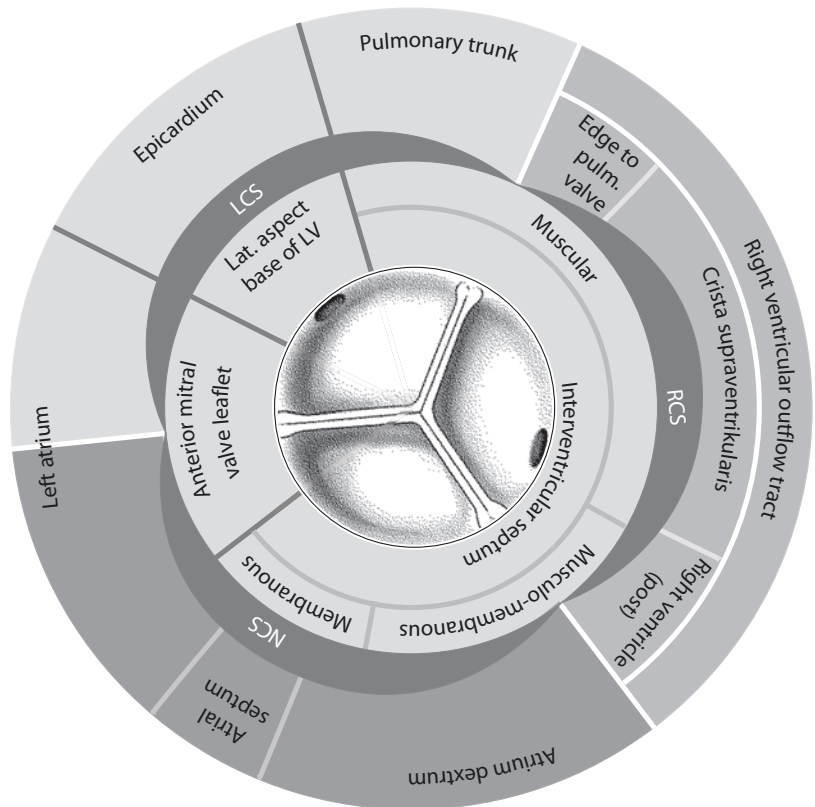 Pulmonary trunk
Epicardium
Edge to
pulm.
valve
LCS
Lat. aspect
base of LV
Muscular
Right ventricular outflow tract
Crista supraventrikularis
RCS
Anterior mitral
valve leaflet
Left atrium
Interventricular septum
Membranous
Musculo-membranous
NCS
Right ventricle
(post)
Atrial
septum
Atrium dextrum